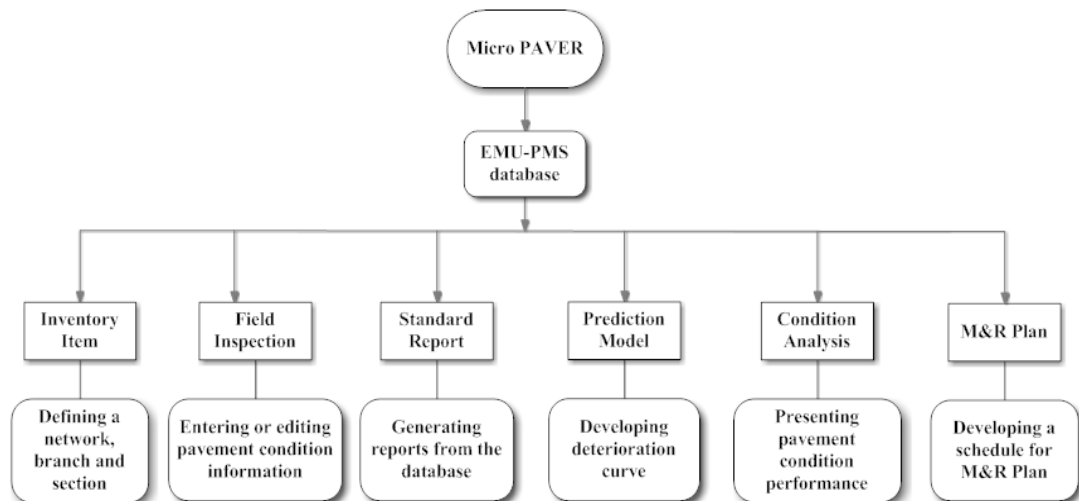 Micro PAVER
EMU-PMS
database
Inventory
Item
Field
Inspection
Standard
Report
Prediction
Model
Condition
Analysis
M&R Plan
Defining a
network,
branch and
section
Entering or editing
pavement condition
information
Generating
reports from the
database
Developing
deterioration
curve
Presenting
pavement
condition
performance
Developing a
schedule for
M&R Plan